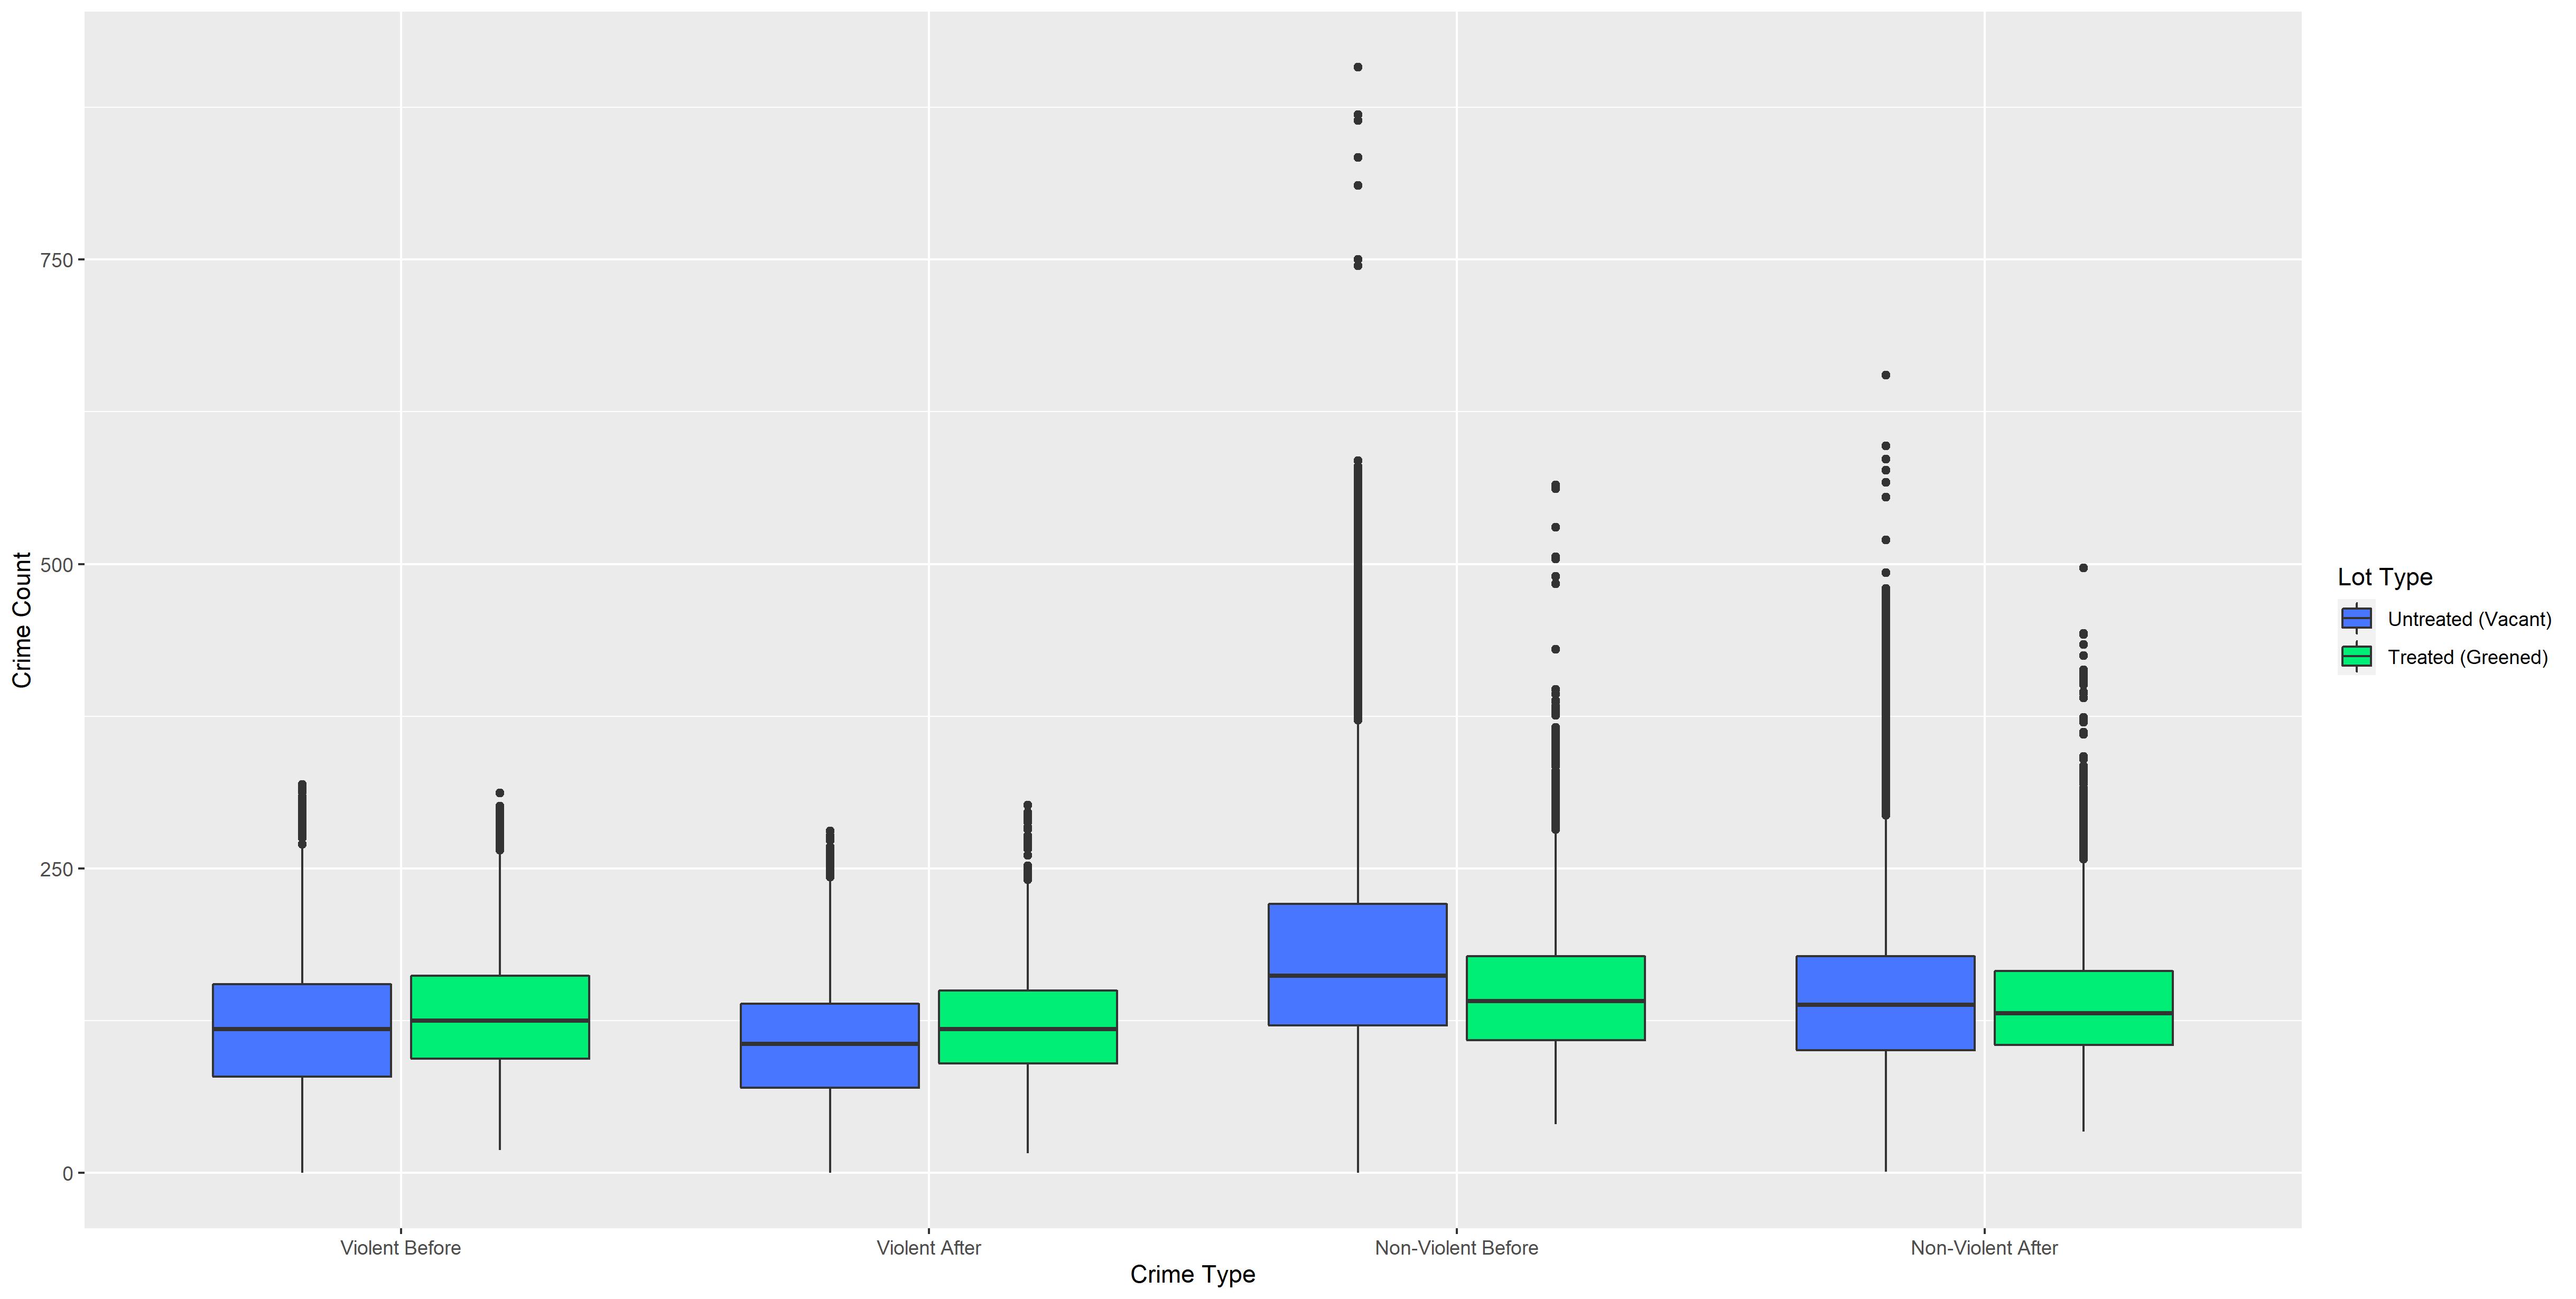 750
500
250
0
Crime Count
Violent Before
Violent After
Non-Violent Before
Non-Violent After
Crime Type
Lot Type
Untreated (Vacant)
Treated (Greened)